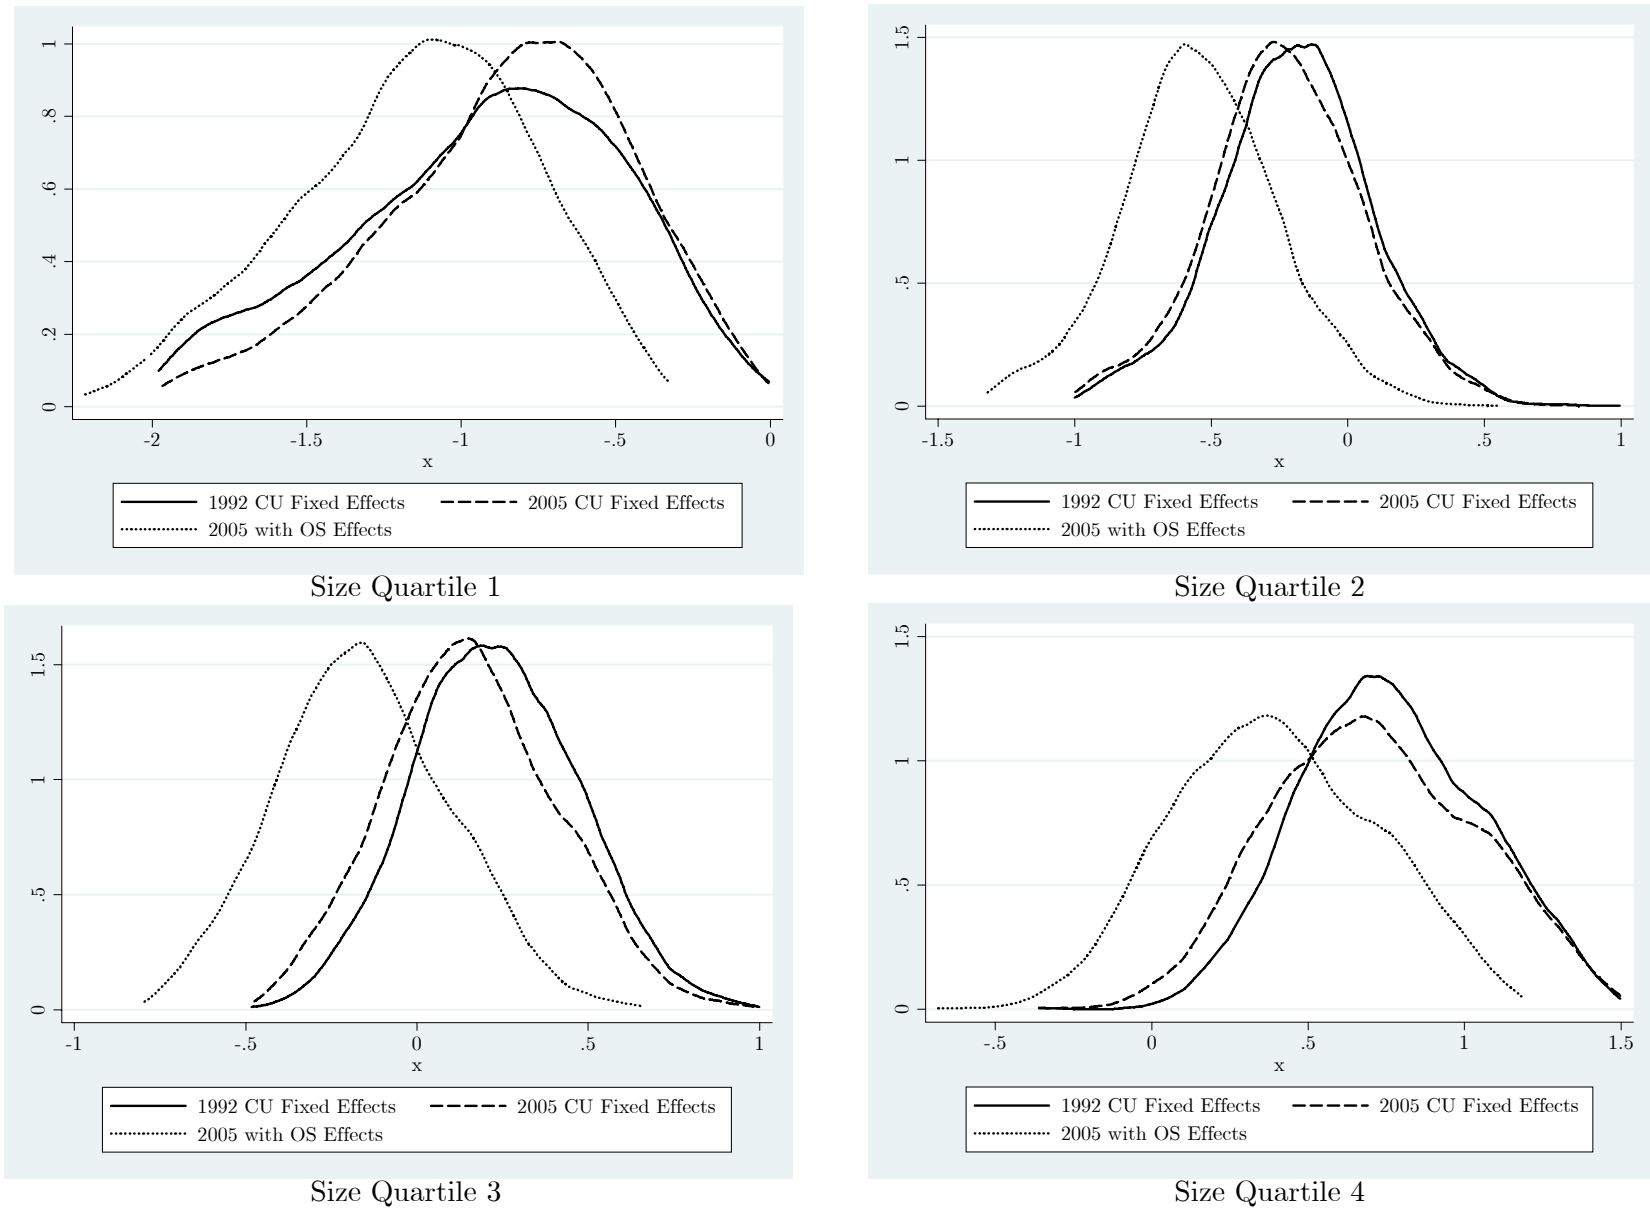 1
.8
.6
.4
.2
0
-2 -1.5 -1 -.5 0
x
1992 CU Fixed Effects 2005 CU Fixed Effects
2005 with OS Effects
Size Quartile 1
1.5
1
.5
0
-1.5 -1 -.5 0 .5 1
x
1992 CU Fixed Effects 2005 CU Fixed Effects
2005 with OS Effects
Size Quartile 2
1.5
1
.5
0
-1 -.5 0 .5 1
x
1992 CU Fixed Effects 2005 CU Fixed Effects
2005 with OS Effects
Size Quartile 3
1.5
1
.5
0
-.5 0 .5 1 1.5
x
1992 CU Fixed Effects 2005 CU Fixed Effects
2005 with OS Effects
Size Quartile 4